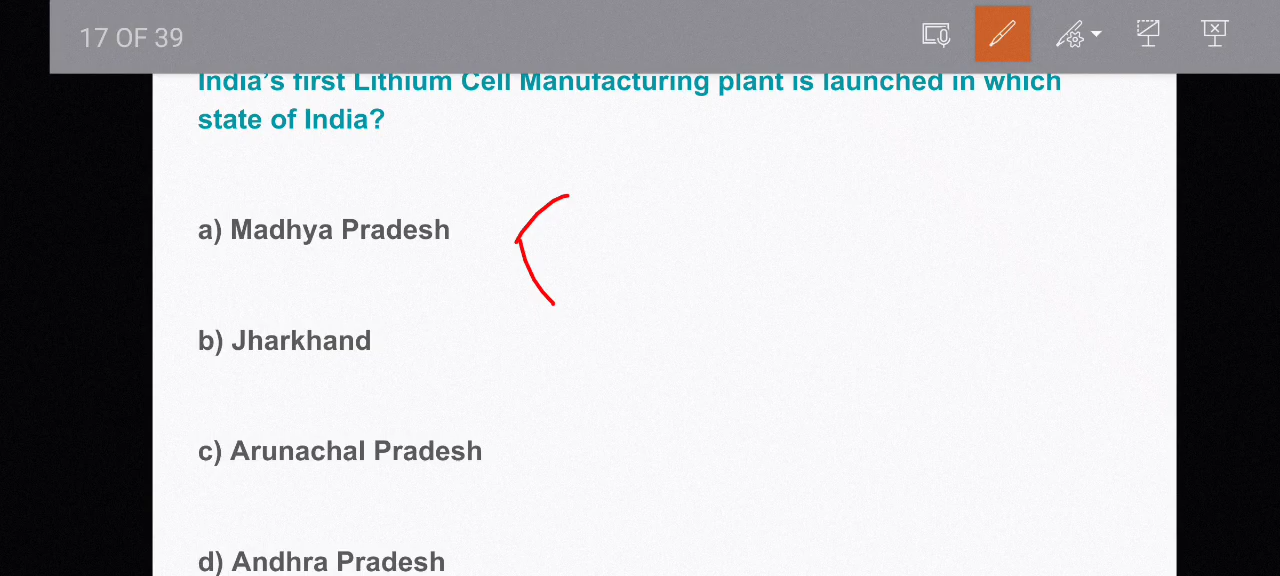 17 OF 39
India's first Lithium Cell Manufacturing plant is launched in which
state of India?
a) Madhya Pradesh
b) Jharkhand
c) Arunachal Pradesh
d) Andhra Pradesh